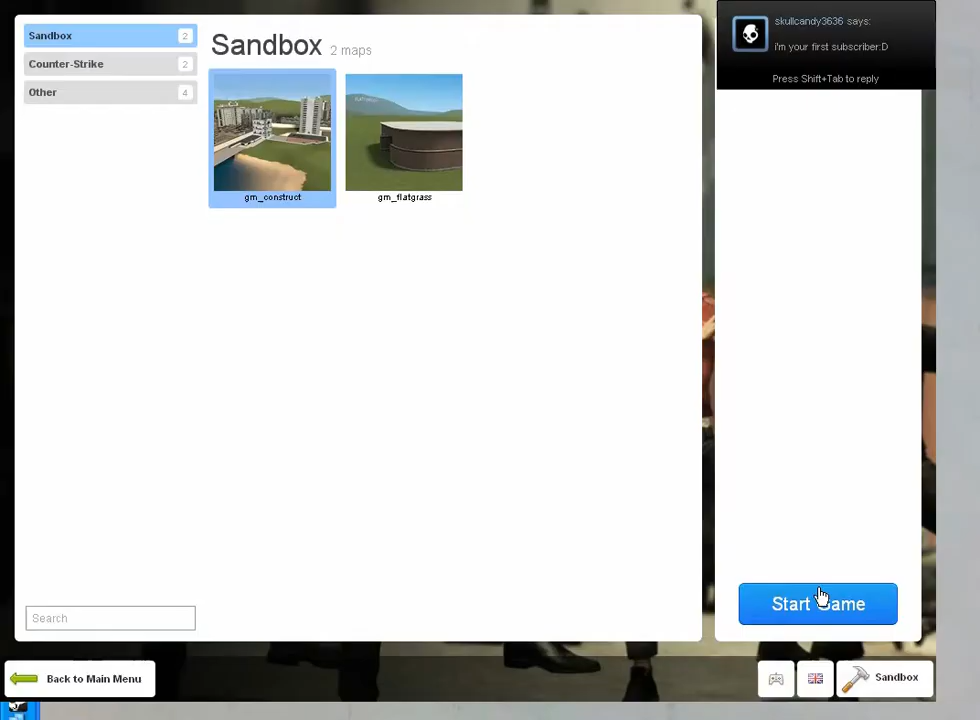 Sandbox 2
Counter-Strike 2
Other 4
Sandbox 2 maps
gm_construct
gm_flatgrass
skullcandy3636 says:
i'm your first subscriber:D
Press Shift+Tab to reply
Start Game
Search
Back to Main Menu
Sandbox